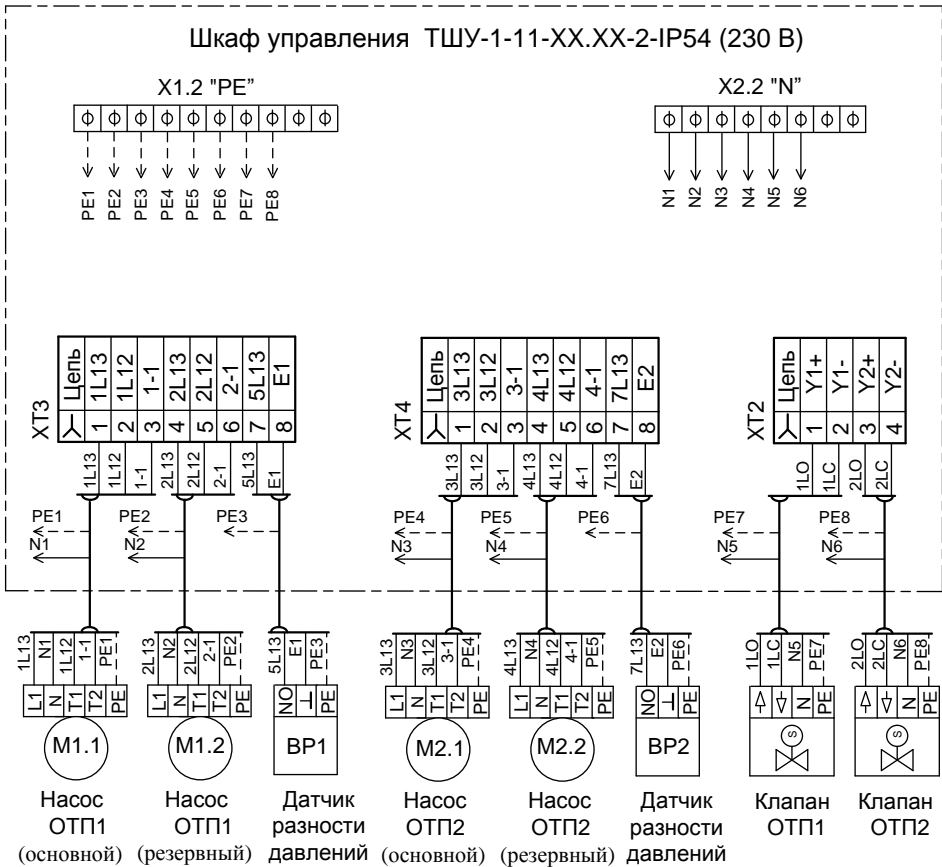 Шкаф управления ТШУ-1-11-ХХ.ХХ-2-IP54 (230 В)
X1.2 "PE"
X2.2 "N"
PE1 PE2 PE3 PE4 PE5 PE6 PE7 PE8
N1 N2 N3 N4 N5 N6
XT3
Цепь 1L13 1L12 1-1 2L13 2L12 2-1 5L13 E1
1 2 3 4 5 6 7 8
1L13 1L12 1-1 2L13 2L12 2-1 5L13 E1
XT4
Цепь 3L13 3L12 3-1 4L13 4L12 4-1 7L13 E2
1 2 3 4 5 6 7 8
3L13 3L12 3-1 4L13 4L12 4-1 7L13 E2
XT2
Цепь Y1+ Y1- Y2+ Y2-
1 2 3 4
1LO 1LC 2LO 2LC
PE1 PE2 PE3 PE4 PE5 PE6 PE7 PE8
N1 N2 N3 N4 N5 N6
1L13 N1 1L12 1-1 PE1
2L13 N2 2L12 2-1 PE2
5L13 E1 PE3
3L13 N3 3L12 3-1 PE4
4L13 N4 4L12 4-1 PE5
7L13 E2 PE6
1LO 1LC N5 PE7
2LO 2LC N6 PE8
L1 N T1 T2 PE
L1 N T1 T2 PE
NO PE
L1 N T1 T2 PE
L1 N T1 T2 PE
NO PE
N PE
N PE
M1.1
M1.2
BP1
M2.1
M2.2
BP2
S
S
Насос
ОТП1
(основной)
Насос
ОТП1
(резервный)
Датчик
разности
давлений
Насос
ОТП2
(основной)
Насос
ОТП2
(резервный)
Датчик
разности
давлений
Клапан
ОТП1
Клапан
ОТП2